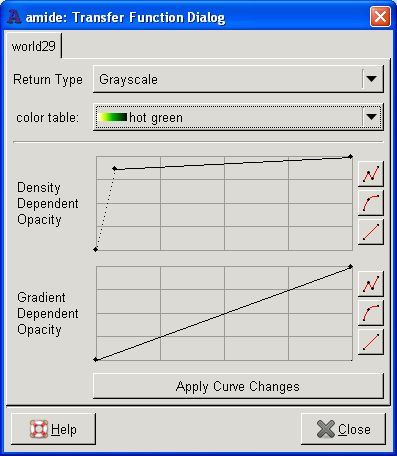 amide: Transfer Function Dialog
world29
Return Type Grayscale
color table: hot green
Density
Dependent
Opacity
Gradient
Dependent
Opacity
Apply Curve Changes
Help Close